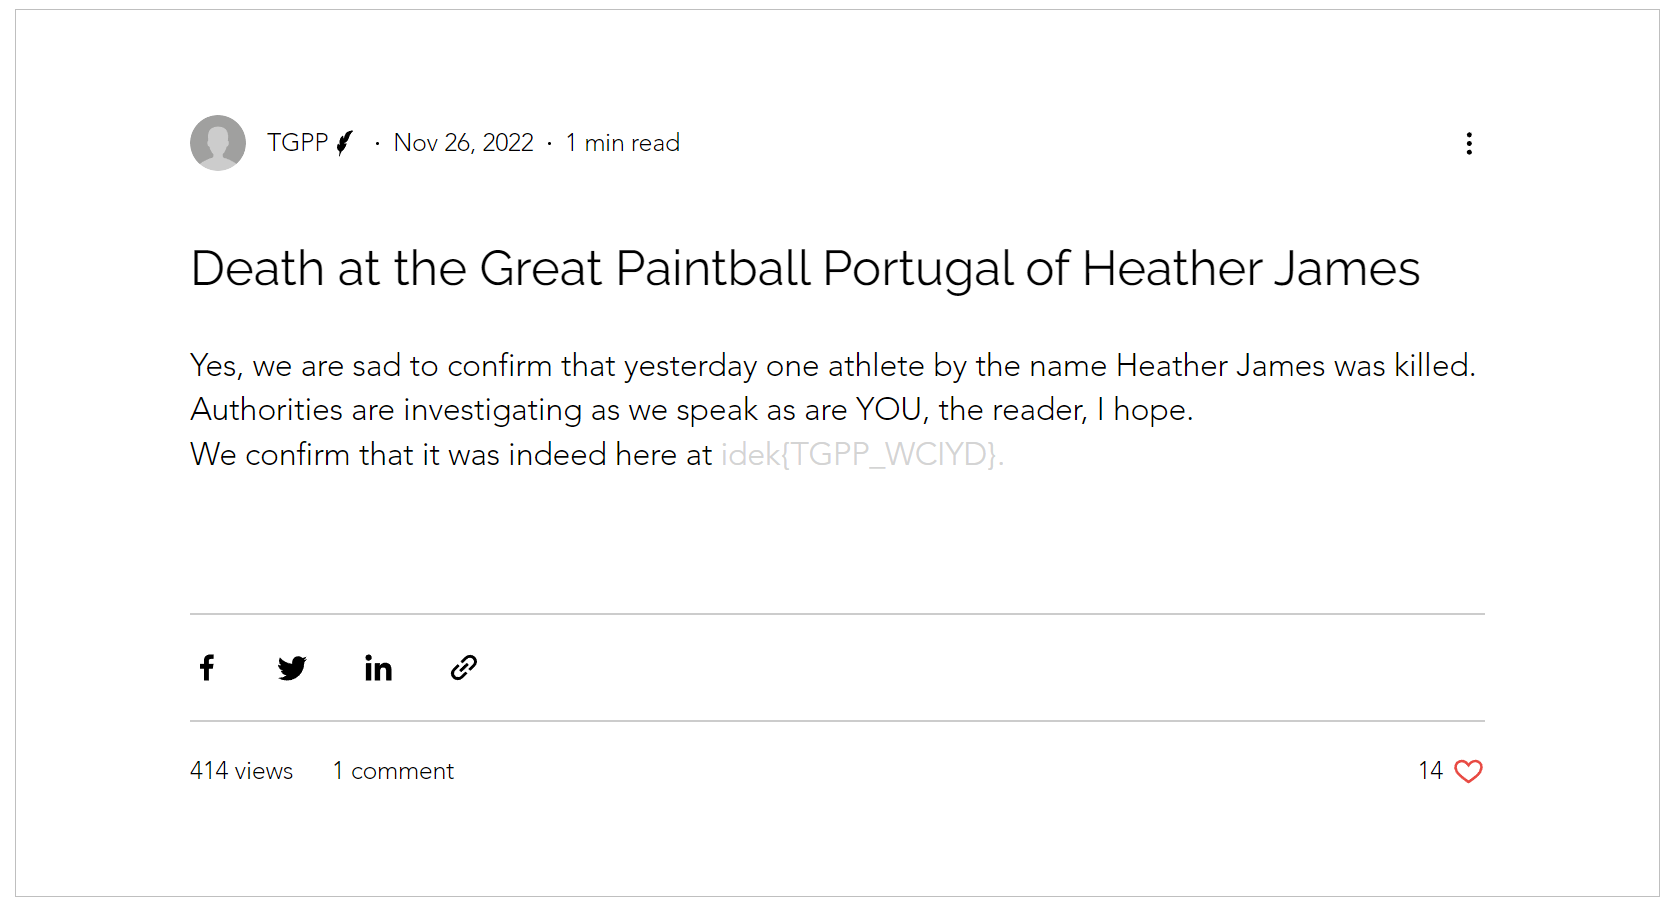 TGPP · Nov 26, 2022 · 1 min read
Death at the Great Paintball Portugal of Heather James
Yes, we are sad to confirm that yesterday one athlete by the name Heather James was killed.
Authorities are investigating as we speak as are YOU, the reader, I hope.
We confirm that it was indeed here at idek{TGPP_WCIYD}.
414 views 1 comment 14